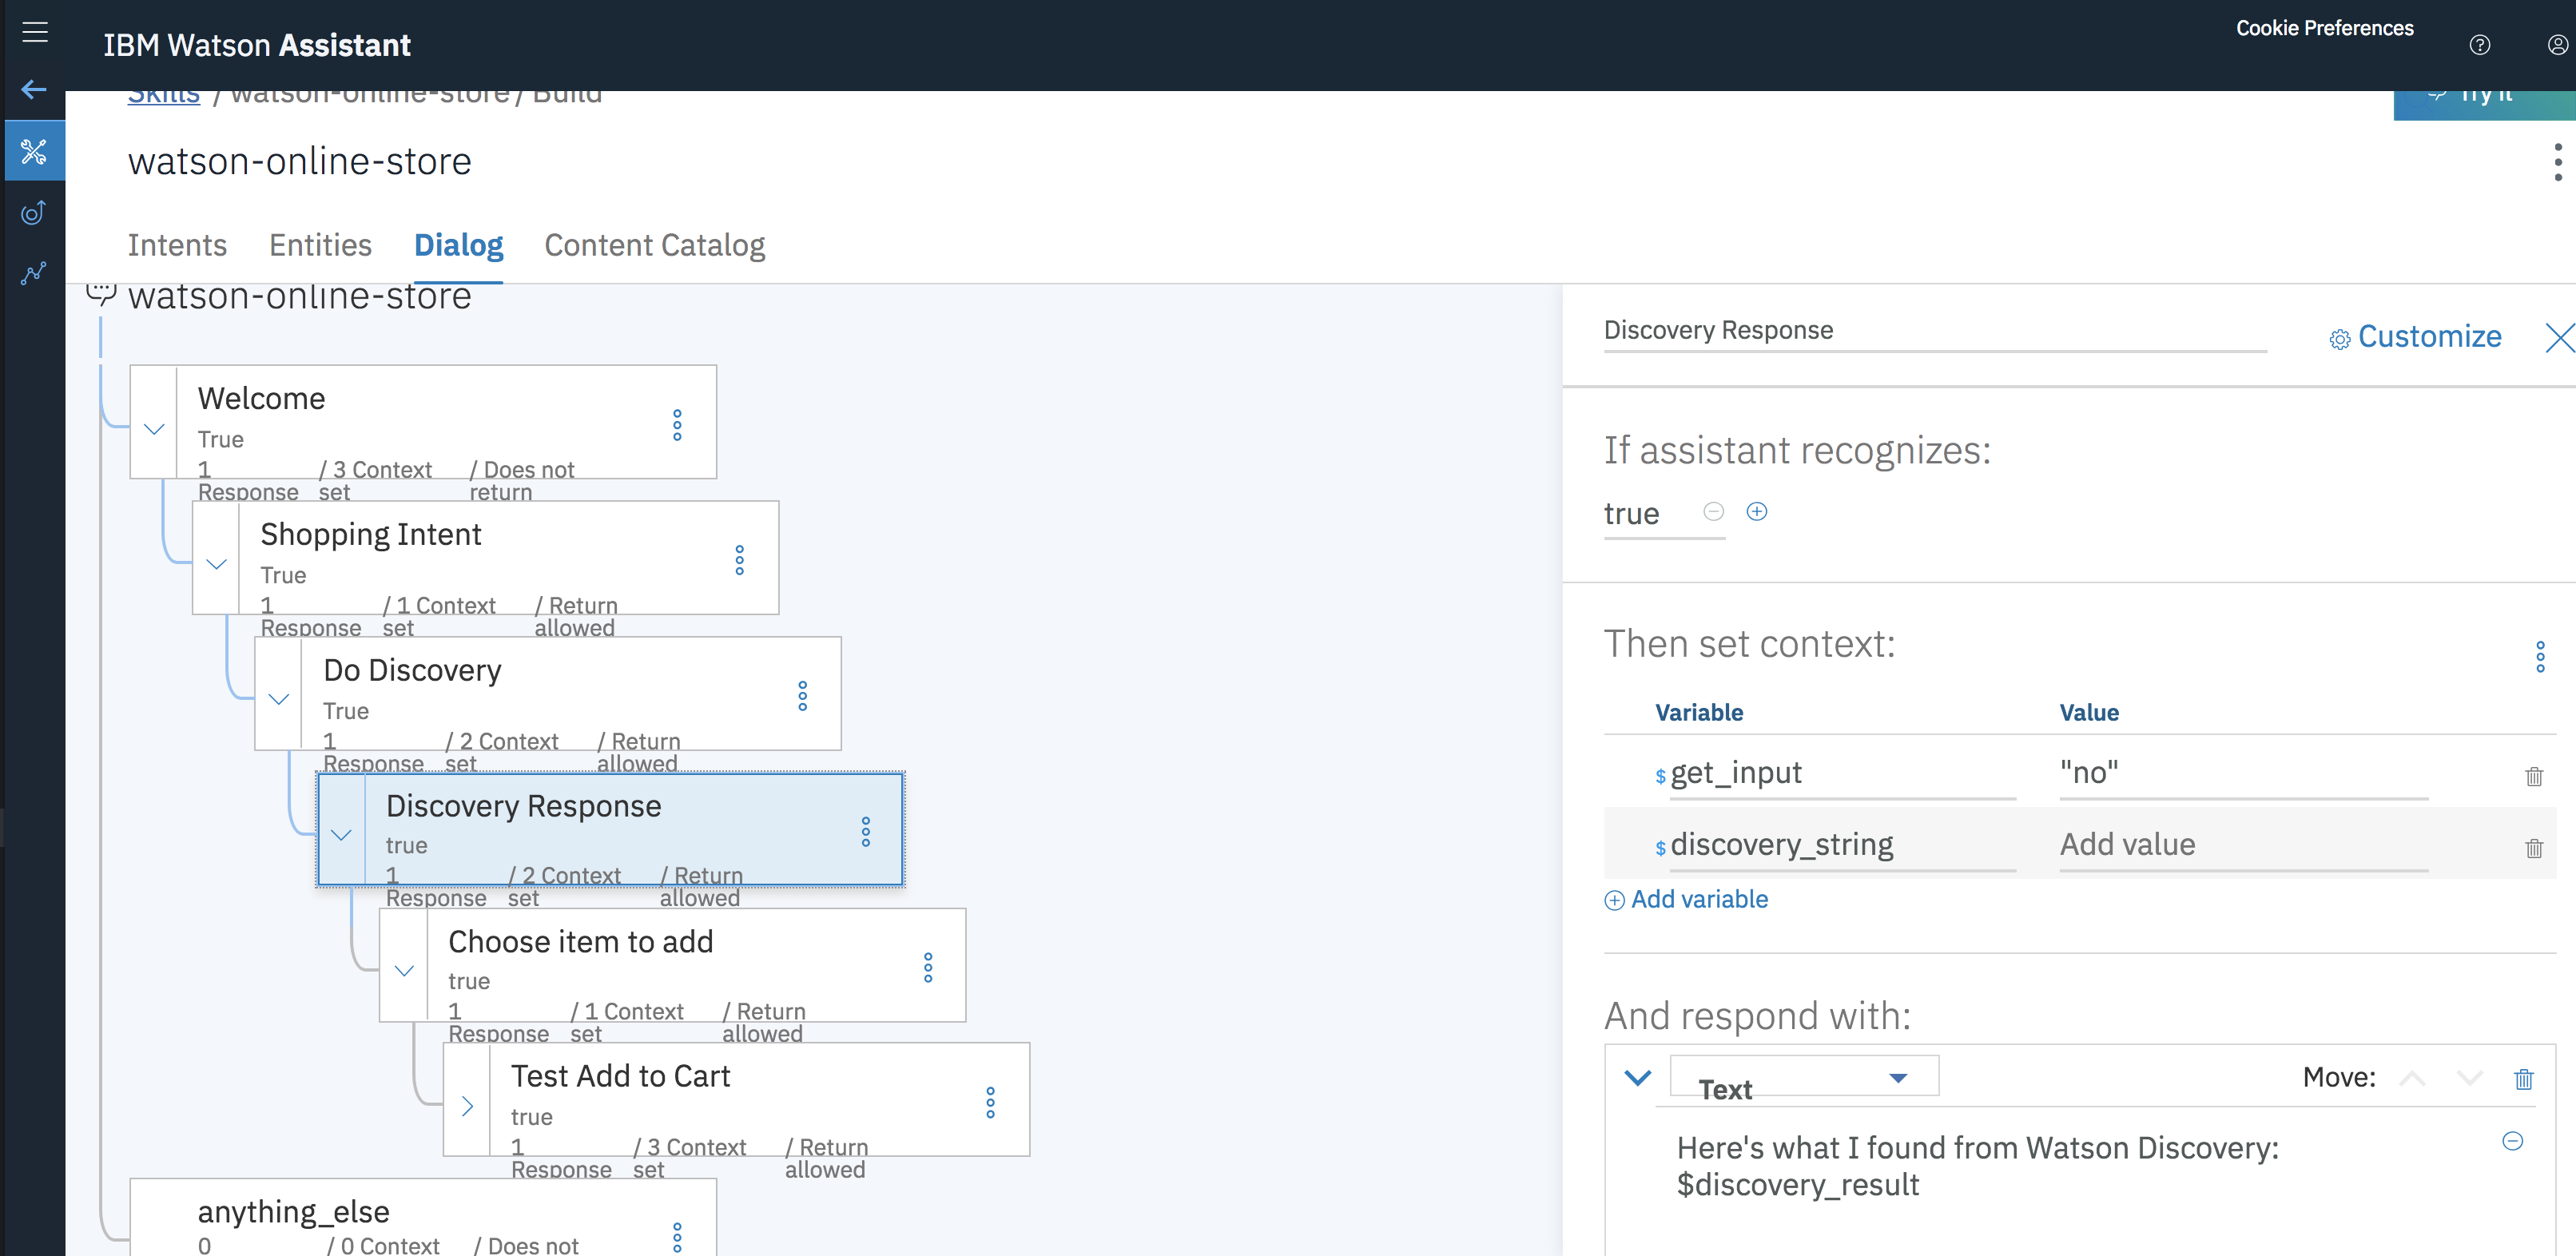 IBM Watson Assistant
Cookie Preferences
Skills / watson-online-store / Build
Try it
watson-online-store
Intents Entities Dialog Content Catalog
watson-online-store
Welcome
True
1 Response / 3 Context set / Does not return
Shopping Intent
True
1 Response / 1 Context set / Return allowed
Do Discovery
True
1 Response / 2 Context set / Return allowed
Discovery Response
true
1 Response / 2 Context set / Return allowed
Choose item to add
true
1 Response / 1 Context set / Return allowed
Test Add to Cart
true
1 Response / 3 Context set / Return allowed
anything_else
0 / 0 Context / Does not
Discovery Response
Customize
If assistant recognizes:
true
Then set context:
Variable Value
$ get_input "no"
$ discovery_string Add value
Add variable
And respond with:
Text
Move:
Here's what I found from Watson Discovery:
$discovery_result